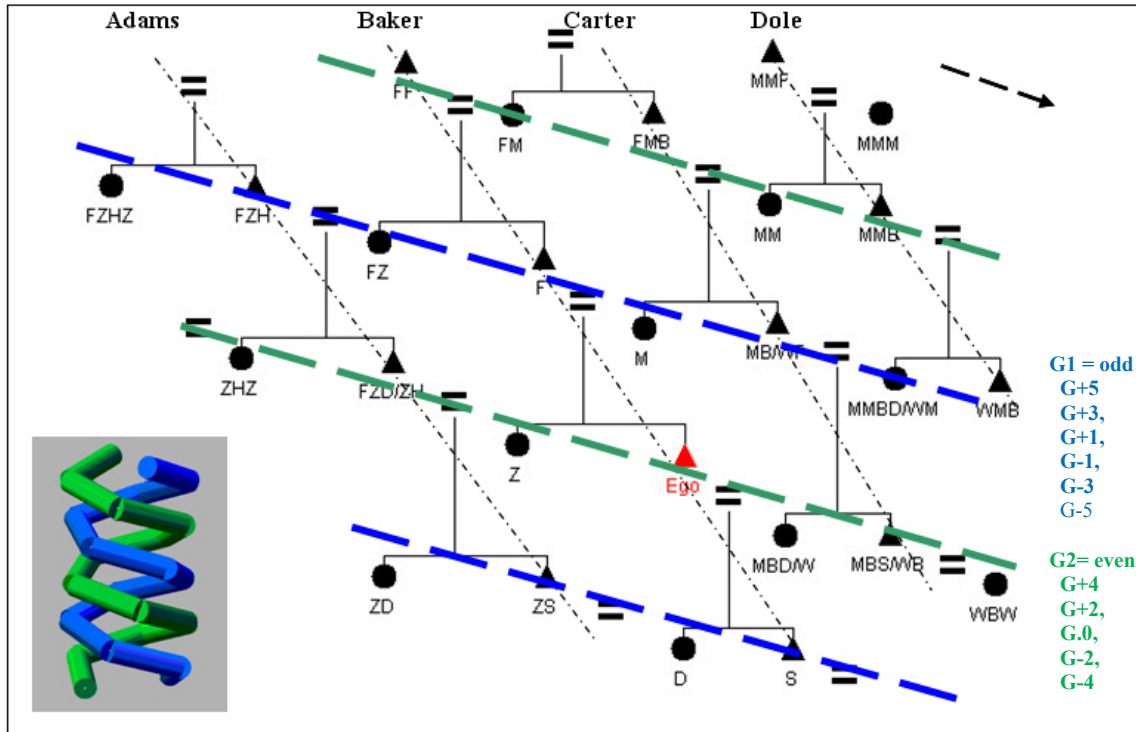 Adams Baker Carter Dole
FF
MMF
FM
FMB
MMM
FZHZ
FZH
MM
MMB
FZ
F
M
MB/WF
ZHZ
FZD/ZH
MMBD/WM
WMB
Z
Ego
MBD/W
MBS/WB
WBW
ZD
ZS
D
S
G1 = odd
G+5
G+3,
G+1,
G-1,
G-3
G-5
G2= even
G+4
G+2,
G.0,
G-2,
G-4